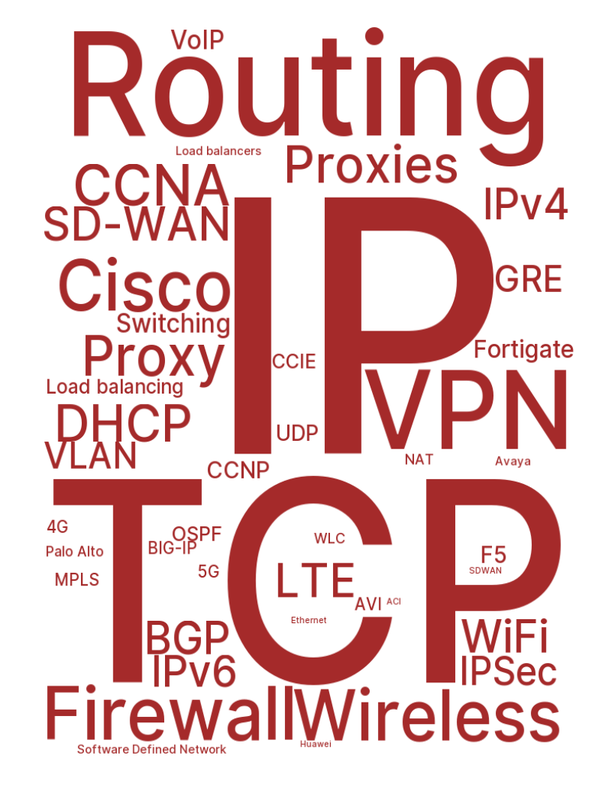 VoIP
Routing
Load balancers
Proxies
CCNA
IPv4
SD-WAN
IP
Cisco
GRE
Switching
Proxy
Fortigate
CCIE
Load balancing
VPN
DHCP
UDP
VLAN
NAT
Avaya
CCNP
TCP
4G
OSPF
WLC
Palo Alto
BIG-IP
F5
SDWAN
5G
MPLS
LTE
AVI
ACI
Ethernet
BGP
WiFi
IPv6
IPSec
Firewall
Wireless
Huawei
Software Defined Network